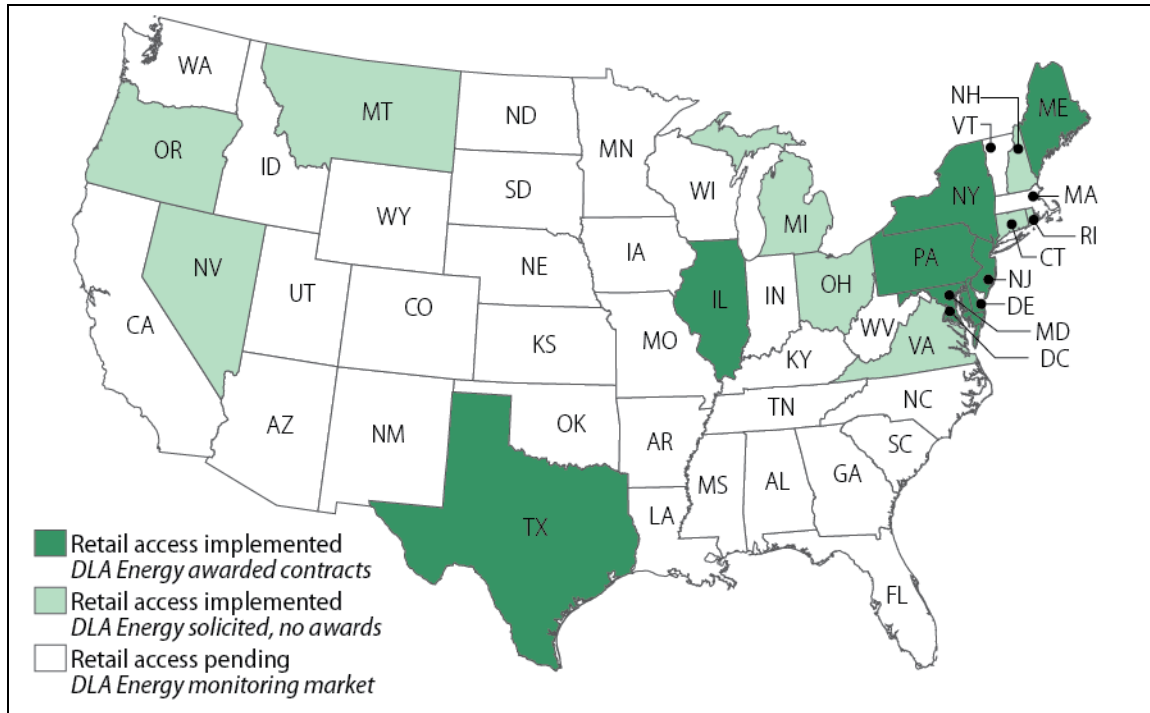 WA
MT
ND
MN
NH
ME
VT
OR
ID
SD
WI
NY
MA
WY
MI
RI
IA
PA
CT
NE
NV
IL
IN
OH
NJ
UT
CO
DE
CA
MO
WV
MD
KS
VA
KY
DC
TN
NC
AZ
NM
OK
AR
SC
MS
AL
GA
LA
TX
FL
Retail access implemented
DLA Energy awarded contracts
Retail access implemented
DLA Energy solicited, no awards
Retail access pending
DLA Energy monitoring market